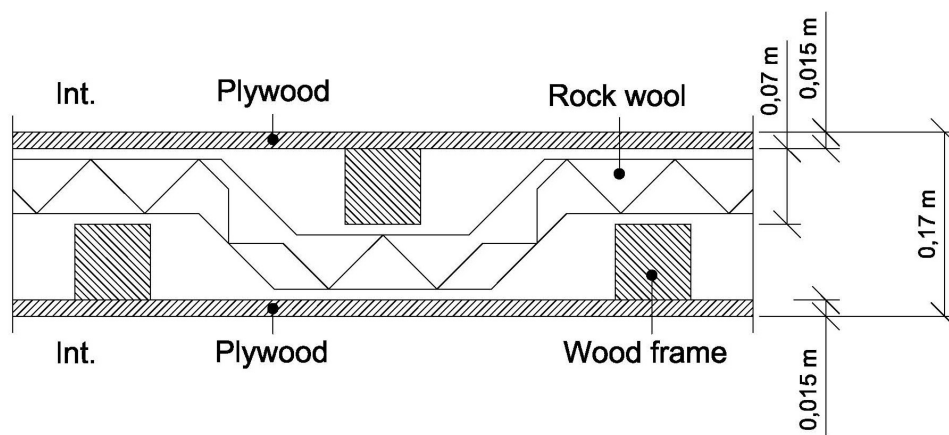 Int.
Plywood
Rock wool
0,07 m
0,015 m
0,17 m
Int.
Plywood
Wood frame
0,015 m